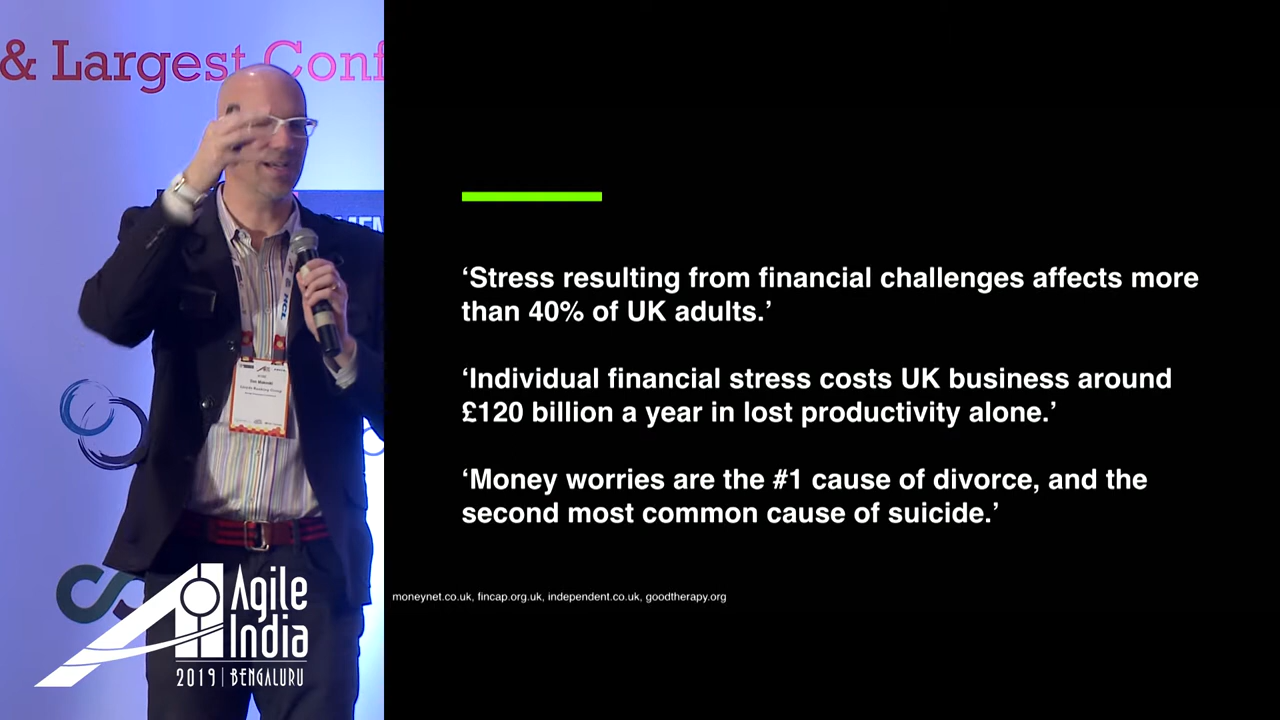 & Largest Conf
HCL
‘Stress resulting from financial challenges affects more
than 40% of UK adults.’
‘Individual financial stress costs UK business around
£120 billion a year in lost productivity alone.’
‘Money worries are the #1 cause of divorce, and the
second most common cause of suicide.’
moneynet.co.uk, fincap.org.uk, independent.co.uk, goodtherapy.org
Agile
India
2019 | BENGALURU